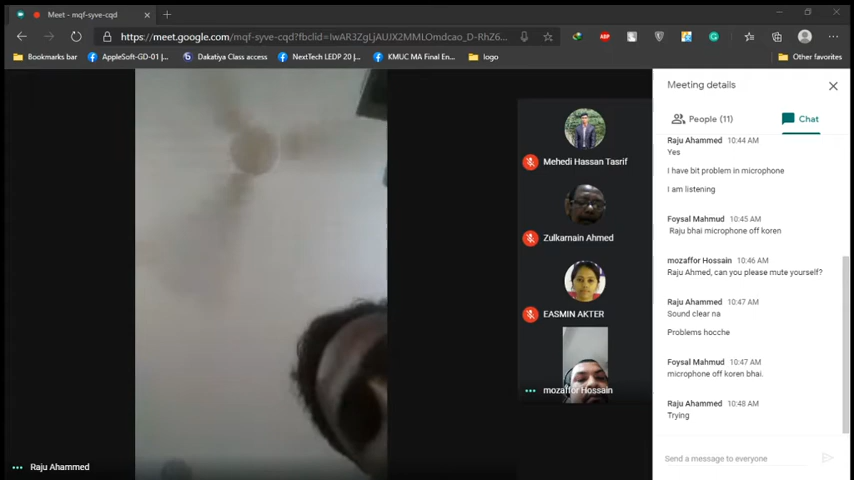 Meet - mqf-syve-cqd
https://meet.google.com/mqf-syve-cqd?fbclid=IwAR3ZgLjAUJX2MMLOmdcao_D-RhZ6...
ABP
Bookmarks bar
AppleSoft-GD-01 |...
Dakatiya Class access
NextTech LEDP 20 |...
KMUC MA Final En...
logo
Other favorites
Raju Ahammed
Mehedi Hassan Tasrif
Zulkarnain Ahmed
EASMIN AKTER
mozaffor Hossain
Meeting details
People (11)
Chat
Raju Ahammed 10:44 AM
Yes
I have bit problem in microphone
I am listening
Foysal Mahmud 10:45 AM
Raju bhai microphone off koren
mozaffor Hossain 10:46 AM
Raju Ahmed, can you please mute yourself?
Raju Ahammed 10:47 AM
Sound clear na
Problems hocche
Foysal Mahmud 10:47 AM
microphone off koren bhai.
Raju Ahammed 10:48 AM
Trying
Send a message to everyone